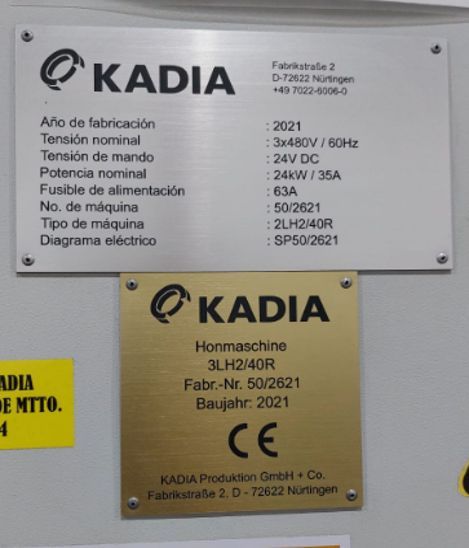 KADIA
Fabrikstraße 2
D-72622 Nürtingen
+49 7022-6006-0
Año de fabricación : 2021
Tensión nominal : 3x480V / 60Hz
Tensión de mando : 24V DC
Potencia nominal : 24kW / 35A
Fusible de alimentación : 63A
No. de máquina : 50/2621
Tipo de máquina : 2LH2/40R
Diagrama eléctrico : SP50/2621
KADIA
Honmaschine
3LH2/40R
Fabr.-Nr. 50/2621
Baujahr: 2021
CE
KADIA Produktion GmbH + Co.
Fabrikstraße 2, D - 72622 Nürtingen
ADIA
DE MTTO.
4